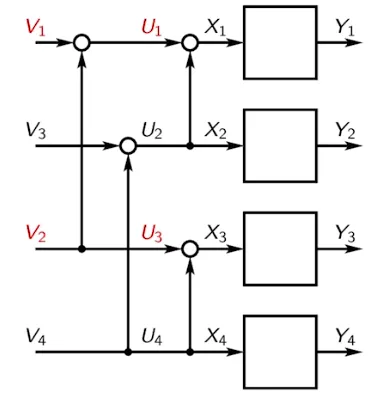 V1 U1 X1 Y1
V3 U2 X2 Y2
V2 U3 X3 Y3
V4 U4 X4 Y4